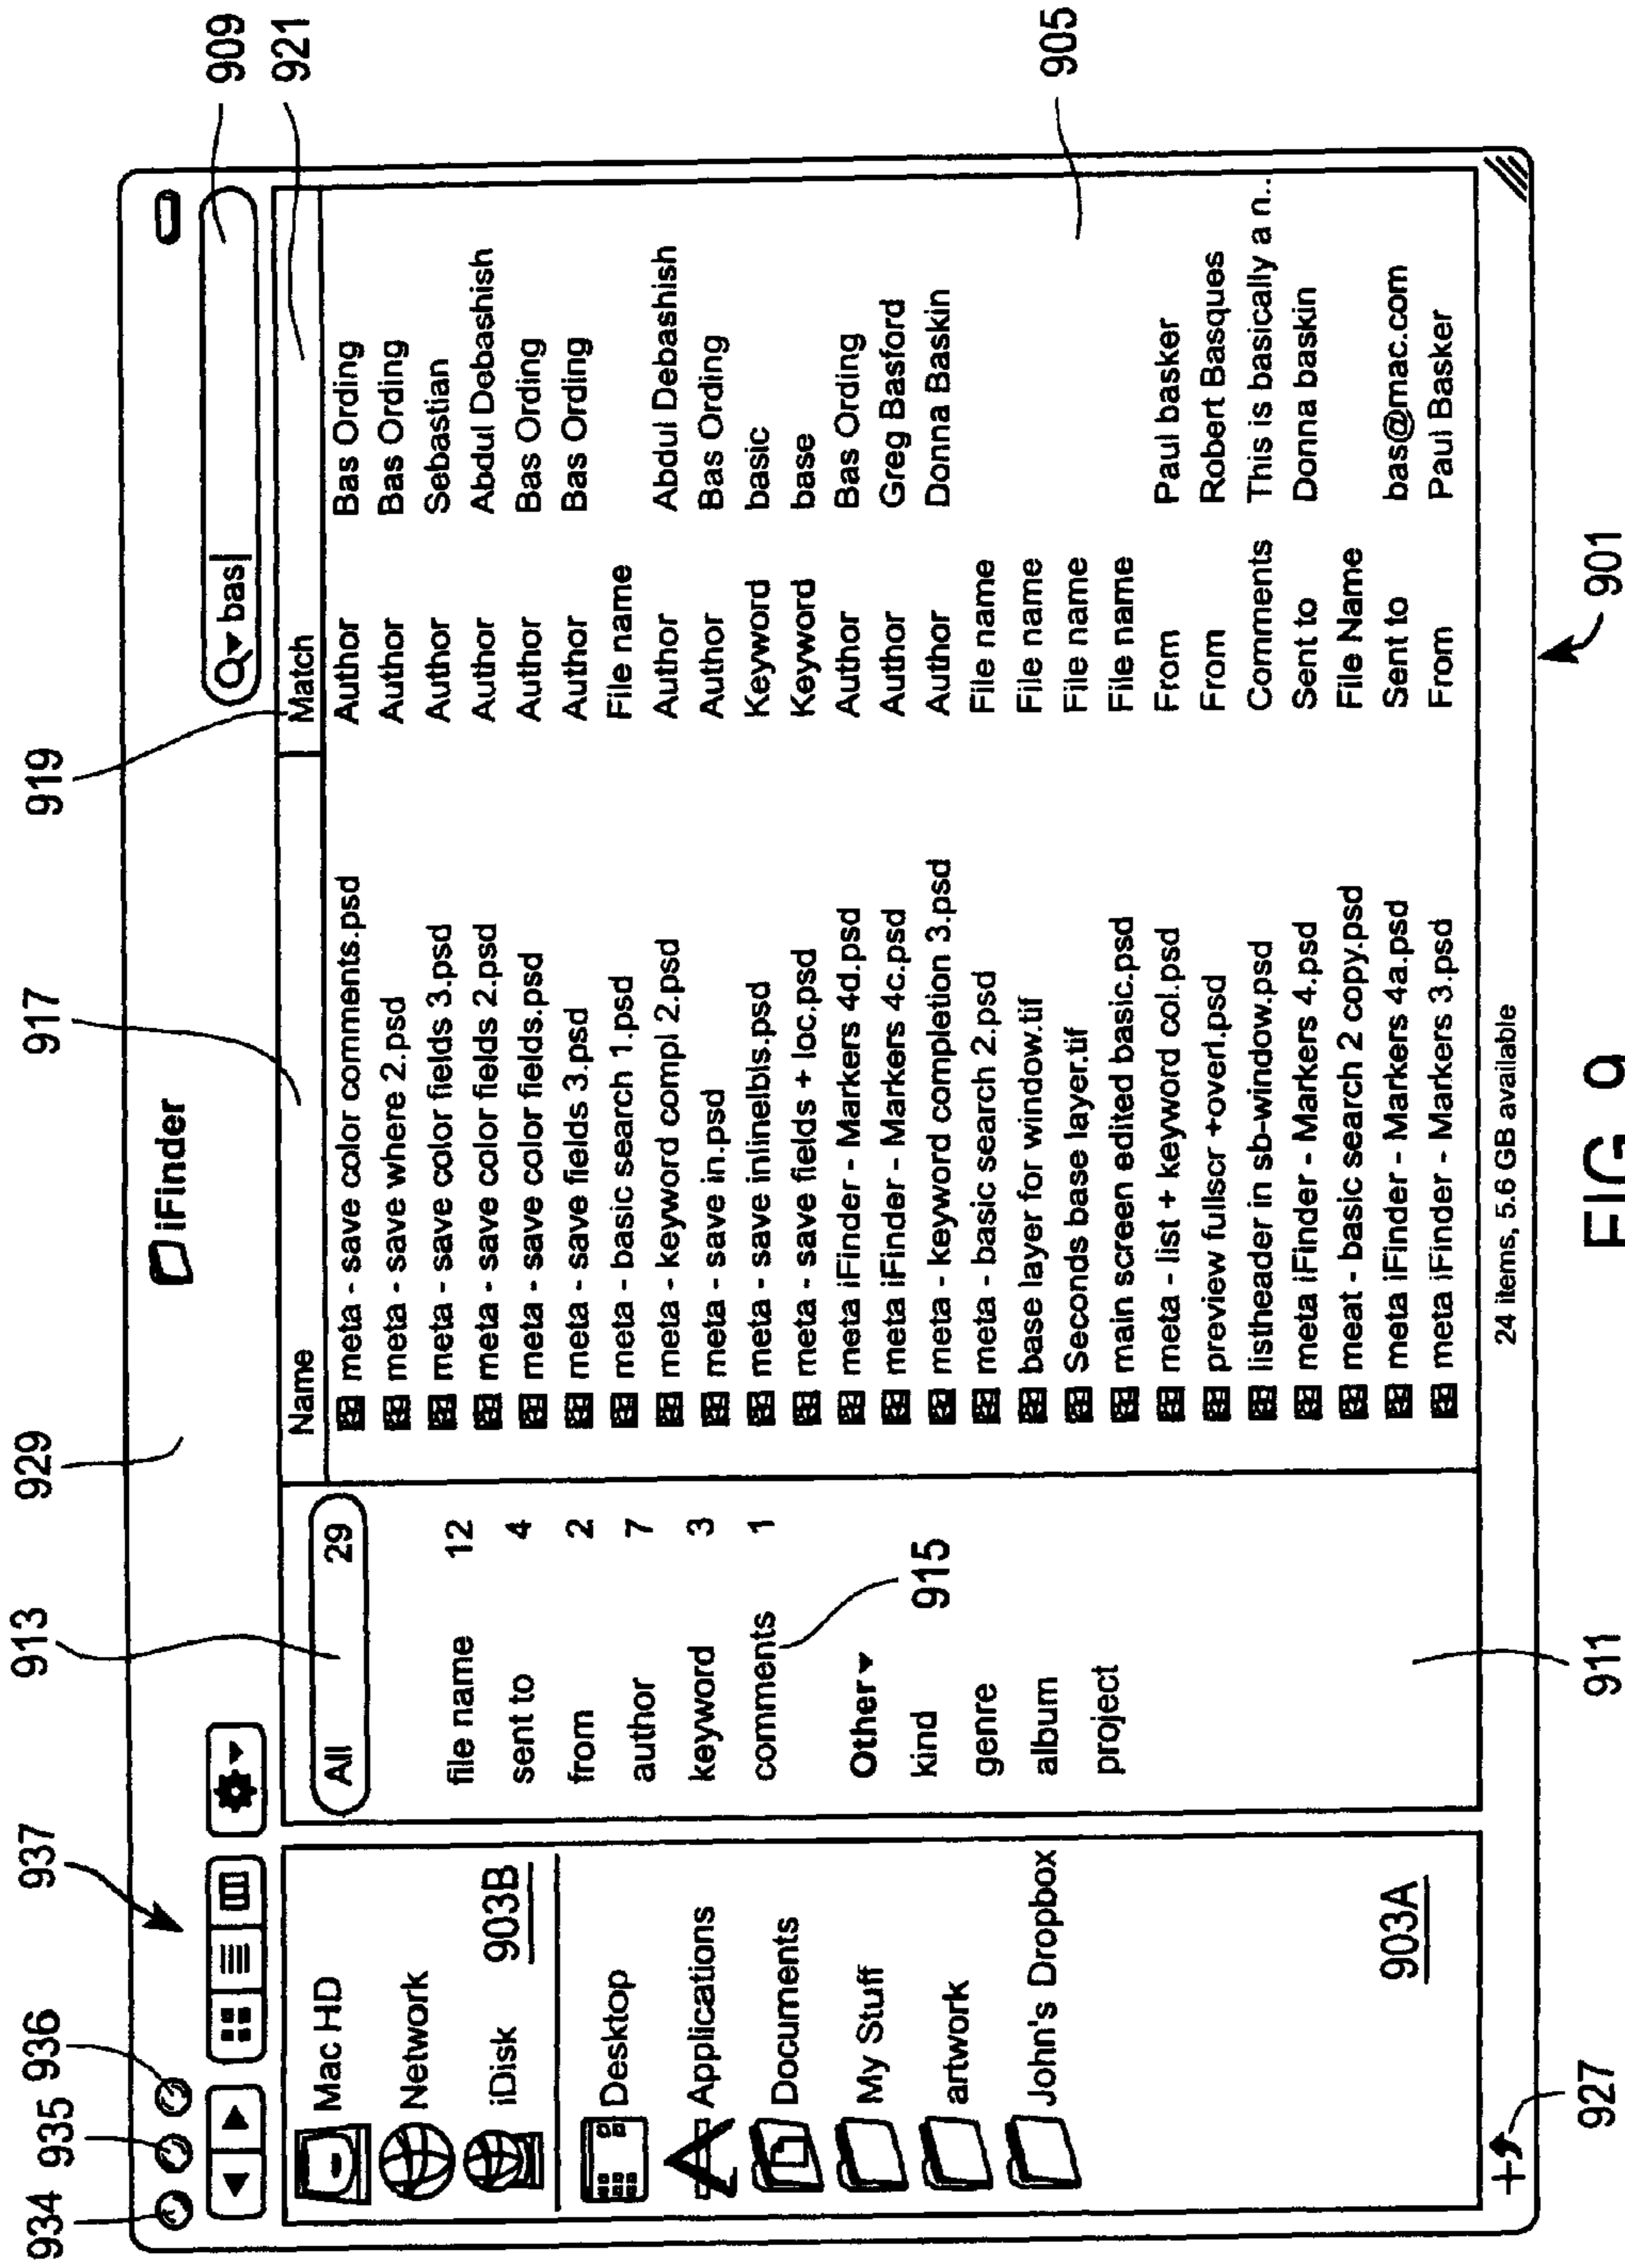 913
929
917
919
909
921
937
934 935 936
iFinder
bas
Mac HD
Network
iDisk
903B
Desktop
Applications
Documents
My Stuff
artwork
John's Dropbox
903A
All 29
file name 12
sent to 4
from 2
author 7
keyword 3
comments 1
915
Other
kind
genre
album
project
Name Match
meta - save color comments.psd Author Bas Ording
meta - save where 2.psd Author Bas Ording
meta - save color fields 3.psd Author Sebastian
meta - save color fields 2.psd Author Abdul Debashish
meta - save color fields.psd Author Bas Ording
meta - save fields 3.psd Author Bas Ording
meta - basic search 1.psd File name
meta - keyword compl 2.psd Author Abdul Debashish
meta - save in.psd Author Bas Ording
meta - save inlinelbls.psd Keyword basic
meta - save fields + loc.psd Keyword base
meta iFinder - Markers 4d.psd Author Bas Ording
meta iFinder - Markers 4c.psd Author Greg Basford
meta - keyword completion 3.psd Author Donna Baskin
meta - basic search 2.psd File name
base layer for window.tif File name
Seconds base layer.tif File name
main screen edited basic.psd File name
meta - list + keyword col.psd From Paul basker
preview fullscr +overl.psd From Robert Basques
listheader in sb-window.psd Comments This is basically a n..
meta iFinder - Markers 4.psd Sent to Donna baskin
meat - basic search 2 copy.psd File Name
meta iFinder - Markers 4a.psd Sent to bas@mac.com
meta iFinder - Markers 3.psd From Paul Basker
905
24 items, 5.6 GB available
927
911
901
FIG. 9